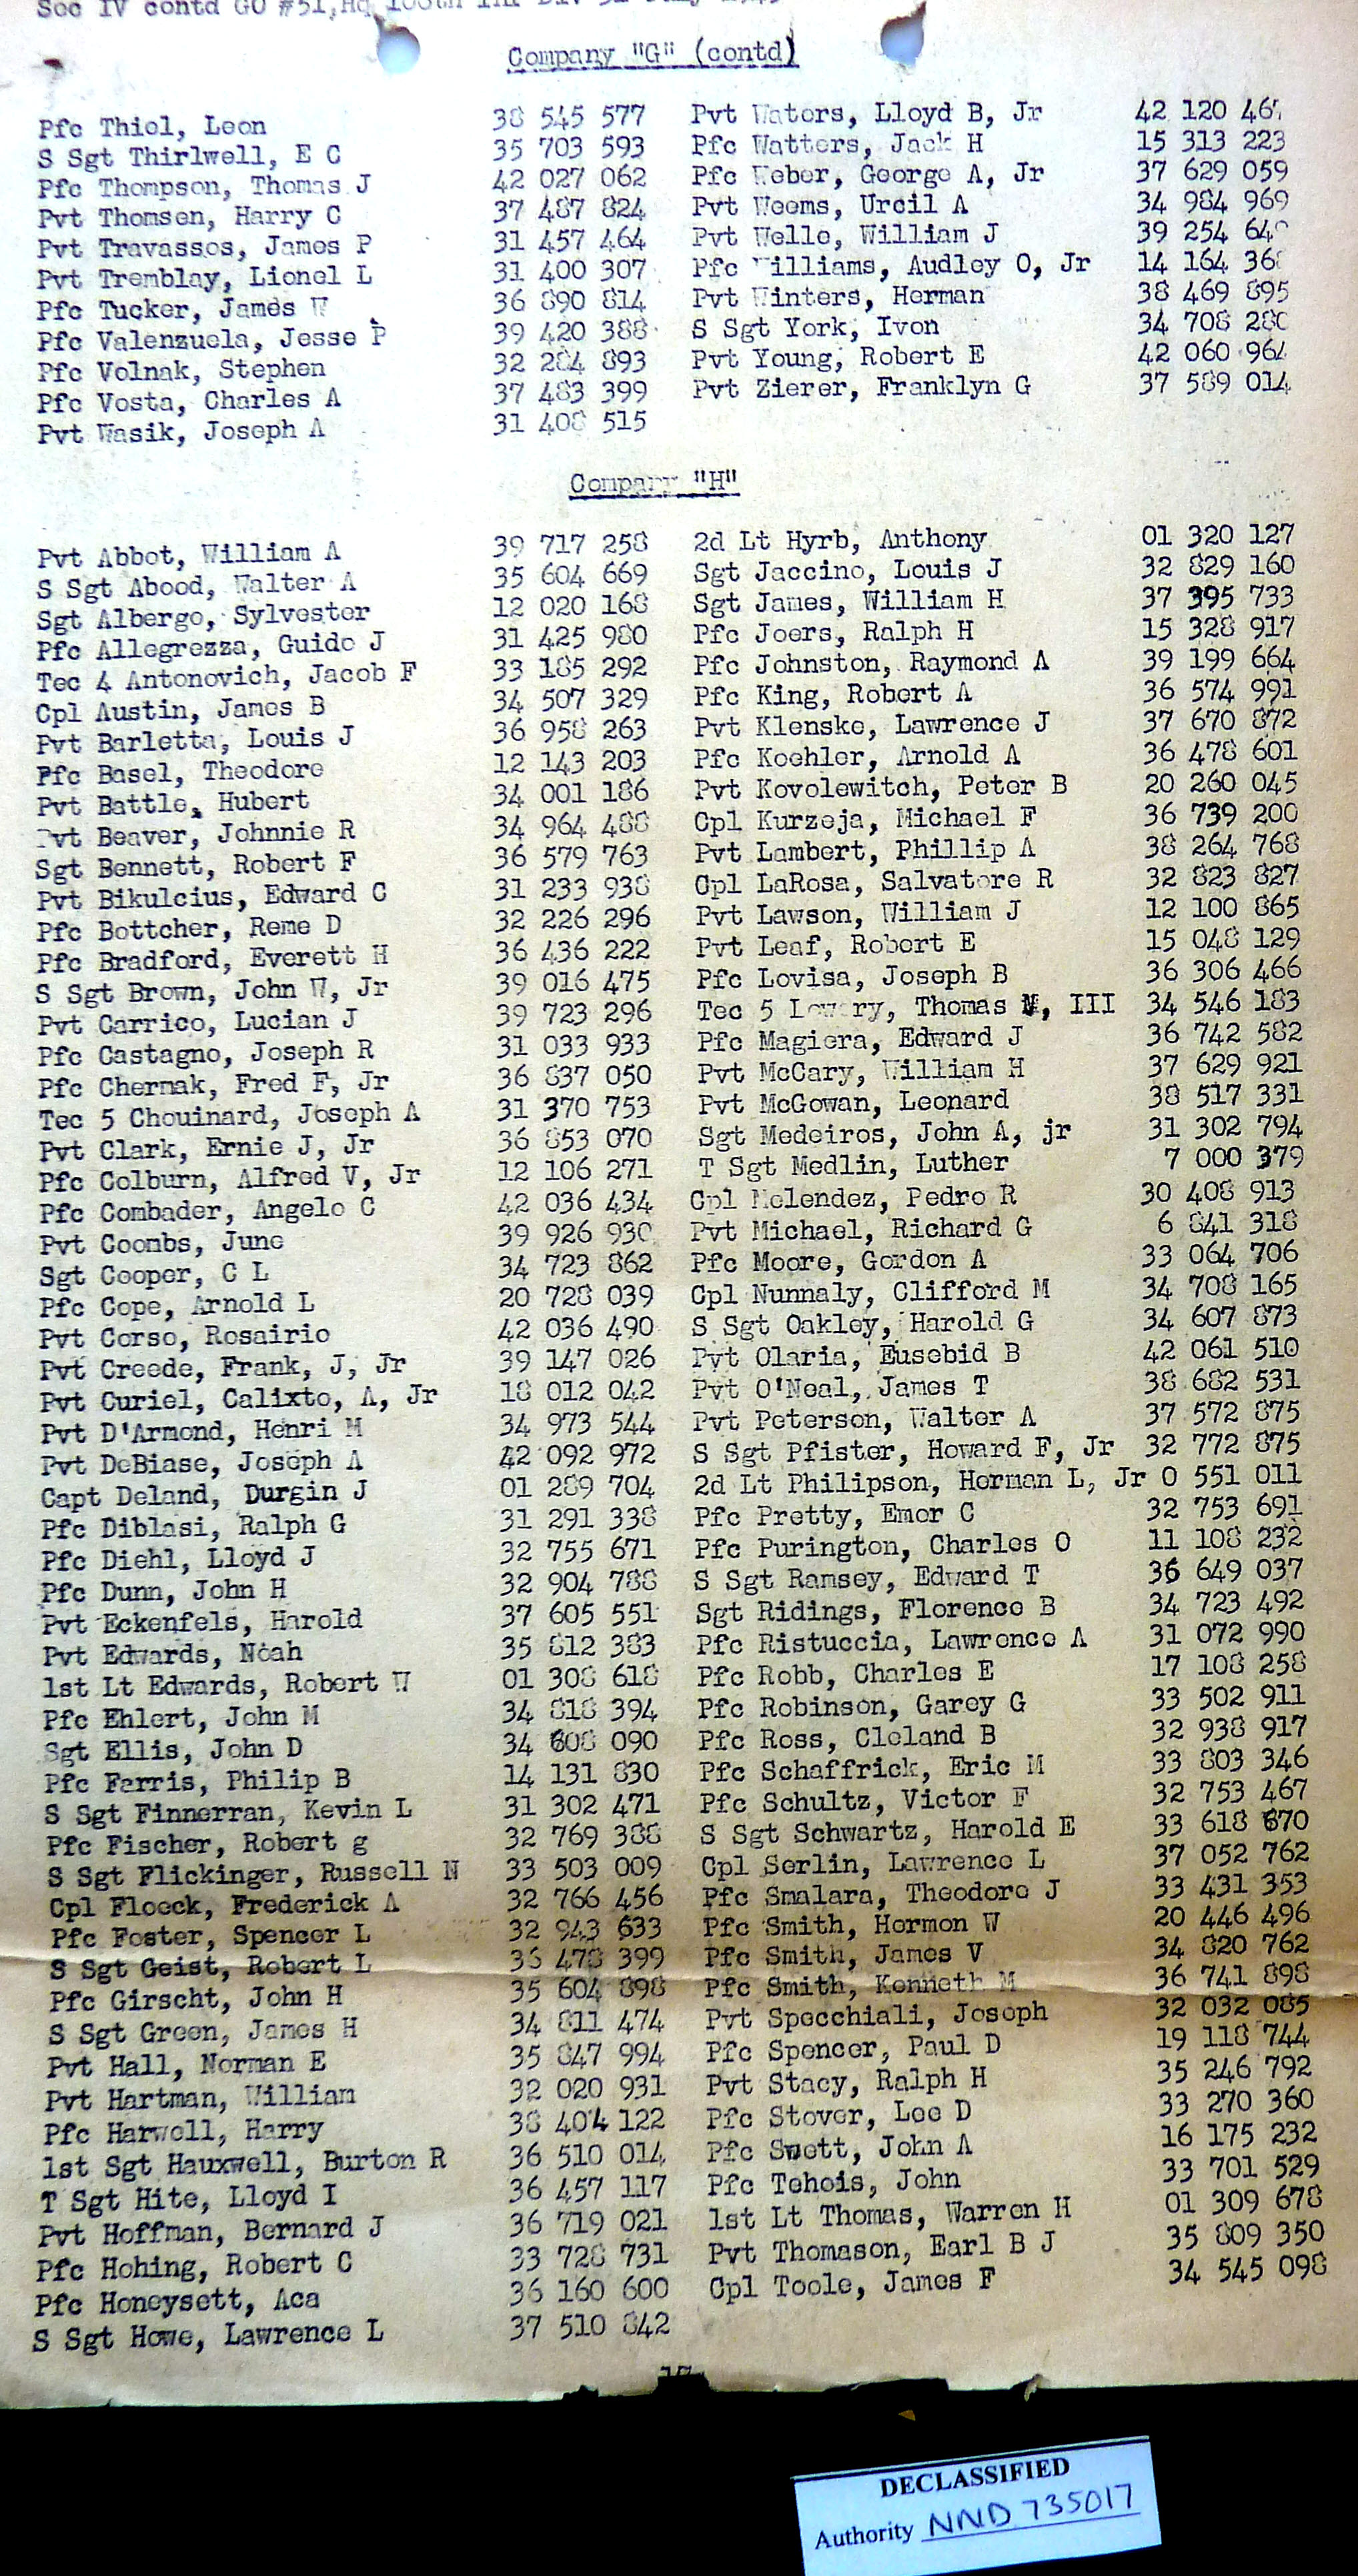 Sec IV contd GO #51, Hq 100th Inf Div 31 July
Company "G" (contd)
Pfc Thiel, Leon 38 545 577
S Sgt Thirlwell, E C 35 703 593
Pfc Thompson, Thomas J 42 027 062
Pvt Thomsen, Harry C 37 487 824
Pvt Travassos, James P 31 457 464
Pvt Tremblay, Lionel L 31 400 307
Pfc Tucker, James W 36 890 814
Pfc Valenzuela, Jesse P 39 420 388
Pfc Volnak, Stephen 32 284 893
Pfc Vosta, Charles A 37 483 399
Pvt Wasik, Joseph A 31 408 515
Pvt Waters, Lloyd B, Jr 42 120 467
Pfc Watters, Jack H 15 313 223
Pfc Weber, George A, Jr 37 629 059
Pvt Weems, Urcil A 34 984 969
Pvt Welle, William J 39 254 640
Pfc Williams, Audley O, Jr 14 164 368
Pvt Winters, Herman 38 469 895
S Sgt York, Ivon 34 708 280
Pvt Young, Robert E 42 060 964
Pvt Zierer, Franklyn G 37 589 014
Company "H"
Pvt Abbot, William A 39 717 258
S Sgt Abood, Walter A 35 604 669
Sgt Albergo, Sylvester 12 020 168
Pfc Allegrezza, Guido J 31 425 980
Tec 4 Antonovich, Jacob F 33 185 292
Cpl Austin, James B 34 507 329
Pvt Barletta, Louis J 36 958 263
Pfc Basel, Theodore 12 143 203
Pvt Battle, Hubert 34 001 186
Pvt Beaver, Johnnie R 34 964 488
Sgt Bennett, Robert F 36 579 763
Pvt Bikulcius, Edward C 31 233 938
Pfc Bottcher, Reme D 32 226 296
Pfc Bradford, Everett H 36 436 222
S Sgt Brown, John W, Jr 39 016 475
Pvt Carrico, Lucian J 39 723 296
Pfc Castagno, Joseph R 31 033 933
Pfc Chermak, Fred F, Jr 36 837 050
Tec 5 Chouinard, Joseph A 31 370 753
Pvt Clark, Ernie J, Jr 36 853 070
Pfc Colburn, Alfred V, Jr 12 106 271
Pfc Combader, Angelo C 42 036 434
Pvt Coombs, June 39 926 930
Sgt Cooper, C L 34 723 862
Pfc Cope, Arnold L 20 728 039
Pvt Corso, Rosairio 42 036 490
Pvt Creede, Frank, J, Jr 39 147 026
Pvt Curiel, Calixto, A, Jr 18 012 042
Pvt D'Armond, Henri M 34 973 544
Pvt DeBiase, Joseph A 42 092 972
Capt Deland, Durgin J 01 289 704
Pfc Diblasi, Ralph G 31 291 338
Pfc Diehl, Lloyd J 32 755 671
Pfc Dunn, John H 32 904 788
Pvt Eckenfels, Harold 37 605 551
Pvt Edwards, Noah 35 812 383
1st Lt Edwards, Robert W 01 308 618
Pfc Ehlert, John M 34 818 394
Sgt Ellis, John D 34 608 090
Pfc Farris, Philip B 14 131 830
S Sgt Finnerran, Kevin L 31 302 471
Pfc Fischer, Robert g 32 769 388
S Sgt Flickinger, Russell N 33 503 009
Cpl Floeck, Frederick A 32 766 456
Pfc Foster, Spencer L 32 943 633
S Sgt Geist, Robert L 36 478 399
Pfc Girscht, John H 35 604 898
S Sgt Green, James H 34 811 474
Pvt Hall, Norman E 35 847 994
Pvt Hartman, William 32 020 931
Pfc Harwell, Harry 38 404 122
1st Sgt Hauxwell, Burton R 36 510 014
T Sgt Hite, Lloyd I 36 457 117
Pvt Hoffman, Bernard J 36 719 021
Pfc Hohing, Robert C 33 728 731
Pfc Honeysett, Aca 36 160 600
S Sgt Howe, Lawrence L 37 510 842
2d Lt Hyrb, Anthony 01 320 127
Sgt Jaccino, Louis J 32 829 160
Sgt James, William H 37 395 733
Pfc Joers, Ralph H 15 328 917
Pfc Johnston, Raymond A 39 199 664
Pfc King, Robert A 36 574 991
Pvt Klenske, Lawrence J 37 670 872
Pfc Koehler, Arnold A 36 478 601
Pvt Kovolewitch, Peter B 20 260 045
Cpl Kurzeja, Michael F 36 739 200
Pvt Lambert, Phillip A 38 264 768
Cpl LaRosa, Salvatore R 32 823 827
Pvt Lawson, William J 12 100 865
Pvt Leaf, Robert E 15 048 129
Pfc Lovisa, Joseph B 36 306 466
Tec 5 Lowery, Thomas M, III 34 546 183
Pfc Magiera, Edward J 36 742 582
Pvt McCary, William H 37 629 921
Pvt McGowan, Leonard 38 517 331
Sgt Medeiros, John A, jr 31 302 794
T Sgt Medlin, Luther 7 000 379
Cpl Melendez, Pedro R 30 408 913
Pvt Michael, Richard G 6 841 318
Pfc Moore, Gordon A 33 064 706
Cpl Nunnaly, Clifford M 34 708 165
S Sgt Oakley, Harold G 34 607 873
Pvt Olaria, Eusebid B 42 061 510
Pvt O'Neal, James T 38 682 531
Pvt Peterson, Walter A 37 572 875
S Sgt Pfister, Howard F, Jr 32 772 875
2d Lt Philipson, Herman L, Jr O 551 011
Pfc Pretty, Emor C 32 753 691
Pfc Purington, Charles O 11 108 232
S Sgt Ramsey, Edward T 36 649 037
Sgt Ridings, Florence B 34 723 492
Pfc Ristuccia, Lawrence A 31 072 990
Pfc Robb, Charles E 17 108 258
Pfc Robinson, Garey G 33 502 911
Pfc Ross, Cleland B 32 938 917
Pfc Schaffrick, Eric M 33 803 346
Pfc Schultz, Victor F 32 753 467
S Sgt Schwartz, Harold E 33 618 670
Cpl Serlin, Lawrence L 37 052 762
Pfc Smalara, Theodore J 33 431 353
Pfc Smith, Hormon W 20 446 496
Pfc Smith, James V 34 820 762
Pfc Smith, Kenneth M 36 741 898
Pvt Specchiali, Joseph 32 032 085
Pfc Spencer, Paul D 19 118 744
Pvt Stacy, Ralph H 35 246 792
Pfc Stover, Lee D 33 270 360
Pfc Swett, John A 16 175 232
Pfc Tehois, John 33 701 529
1st Lt Thomas, Warren H 01 309 678
Pvt Thomason, Earl B J 35 809 350
Cpl Toole, James F 34 545 098
DECLASSIFIED
Authority NND 735017